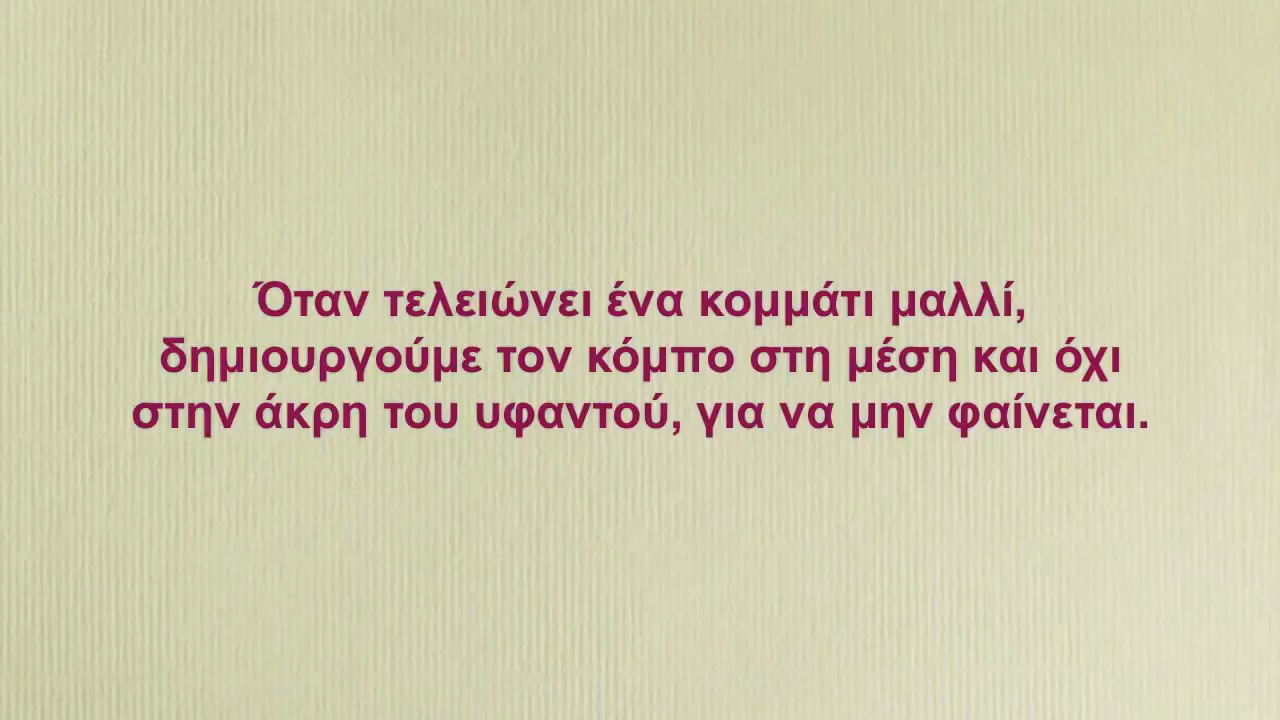 Όταν τελειώνει ένα κομμάτι μαλλί,
δημιουργούμε τον κόμπο στη μέση και όχι
στην άκρη του υφαντού, για να μην φαίνεται.